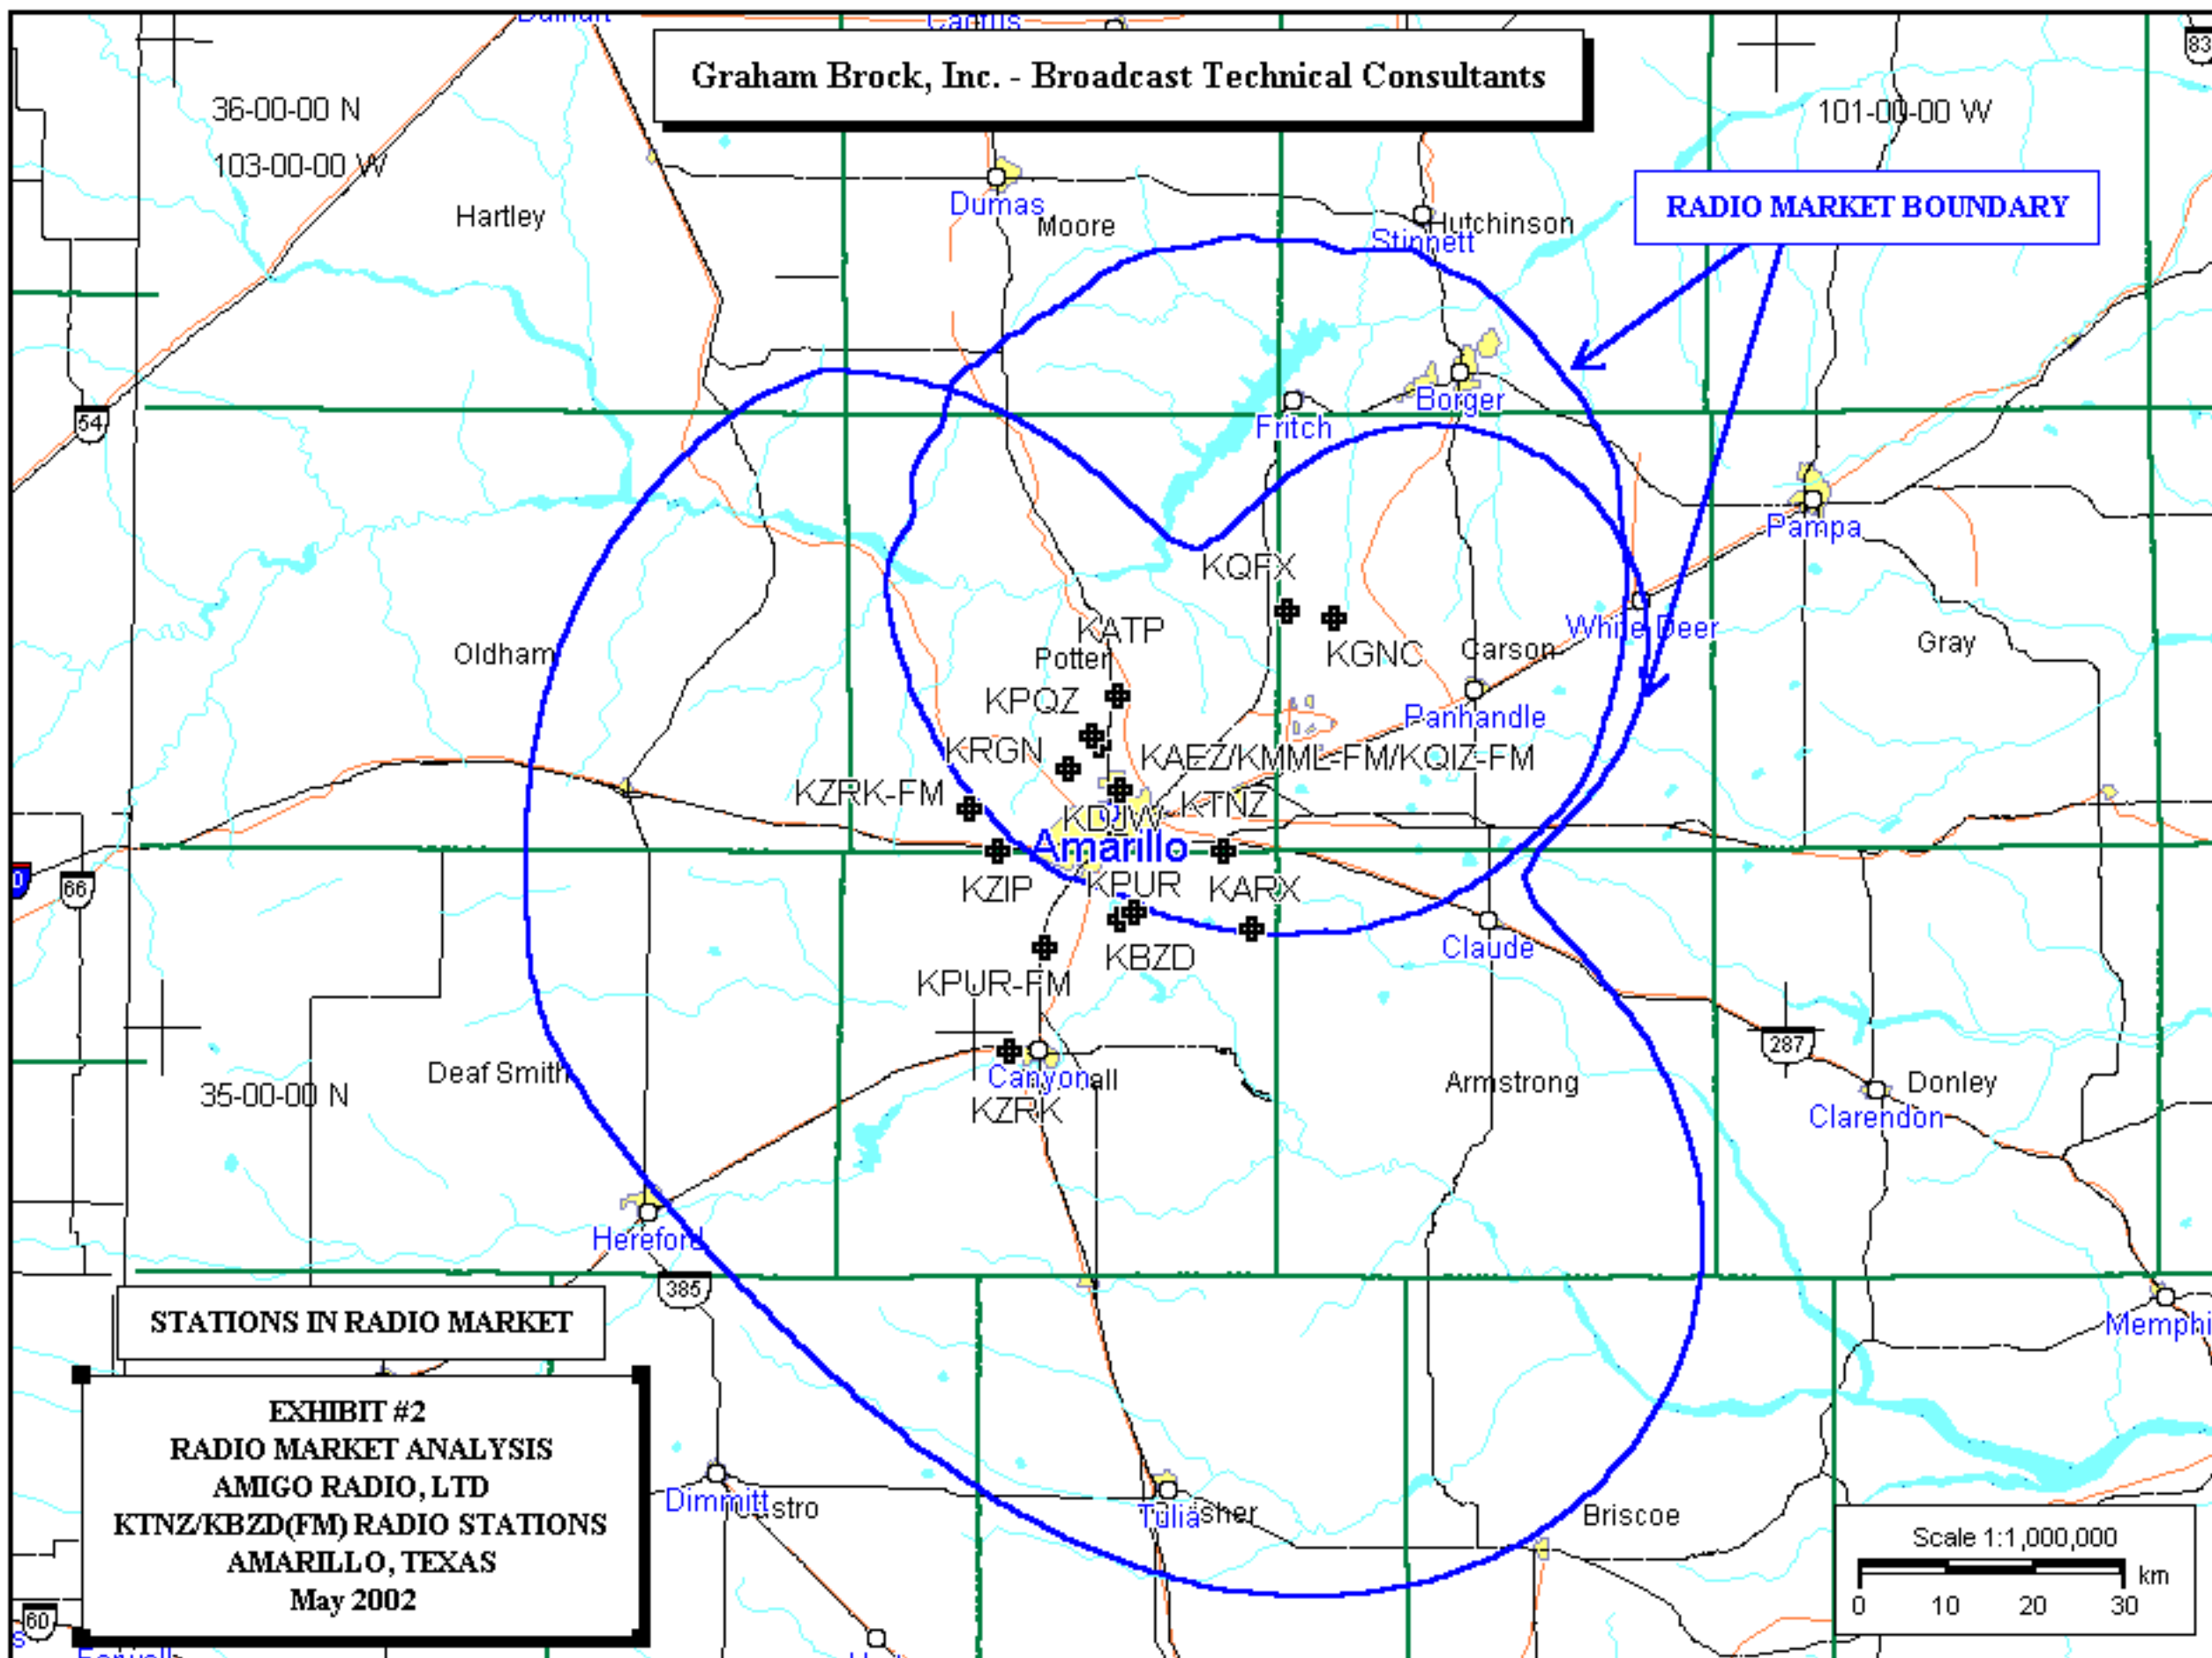 Graham Brock, Inc. - Broadcast Technical Consultants
83
36-00-00 N
103-00-00 W
101-00-00 W
RADIO MARKET BOUNDARY
Hartley
Dumas
Moore
Hutchinson
Stinnett
54
Fritch
Borger
Pampa
KQFX
KATP
KGNC
White Deer
Oldham
Potter
Carson
Gray
KPQZ
Panhandle
KRGN
KAEZ/KMML-FM/KQIZ-FM
KZRK-FM
KTNZ
KDJW
Amarillo
66
KZIP
KPUR
KARX
Claude
KBZD
KPUR-FM
287
Deaf Smith
Canyon
Armstrong
Donley
35-00-00 N
KZRK
Clarendon
Hereford
385
STATIONS IN RADIO MARKET
EXHIBIT #2
RADIO MARKET ANALYSIS
AMIGO RADIO, LTD
KTNZ/KBZD(FM) RADIO STATIONS
AMARILLO, TEXAS
May 2002
Memphi
Dimmitt
Tulia
Briscoe
Scale 1:1,000,000
km
0 10 20 30
60